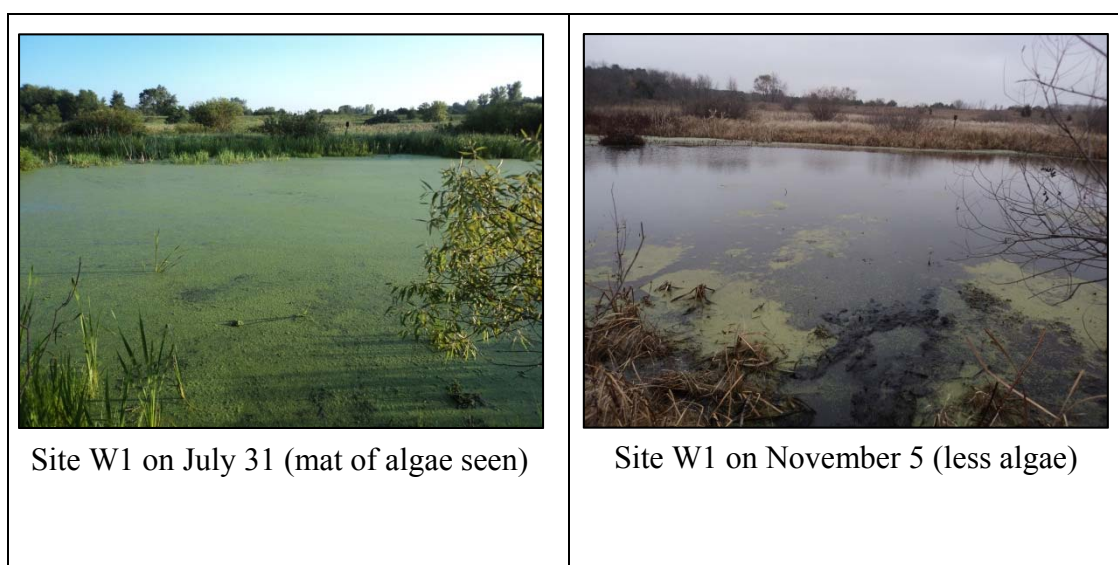 Site W1 on July 31 (mat of algae seen)
Site W1 on November 5 (less algae)